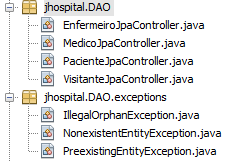 jhospital.DAO
EnfermeiroJpaController.java
MedicoJpaController.java
PacienteJpaController.java
VisitanteJpaController.java
jhospital.DAO.exceptions
IllegalOrphanException.java
NonexistentEntityException.java
PreexistingEntityException.java